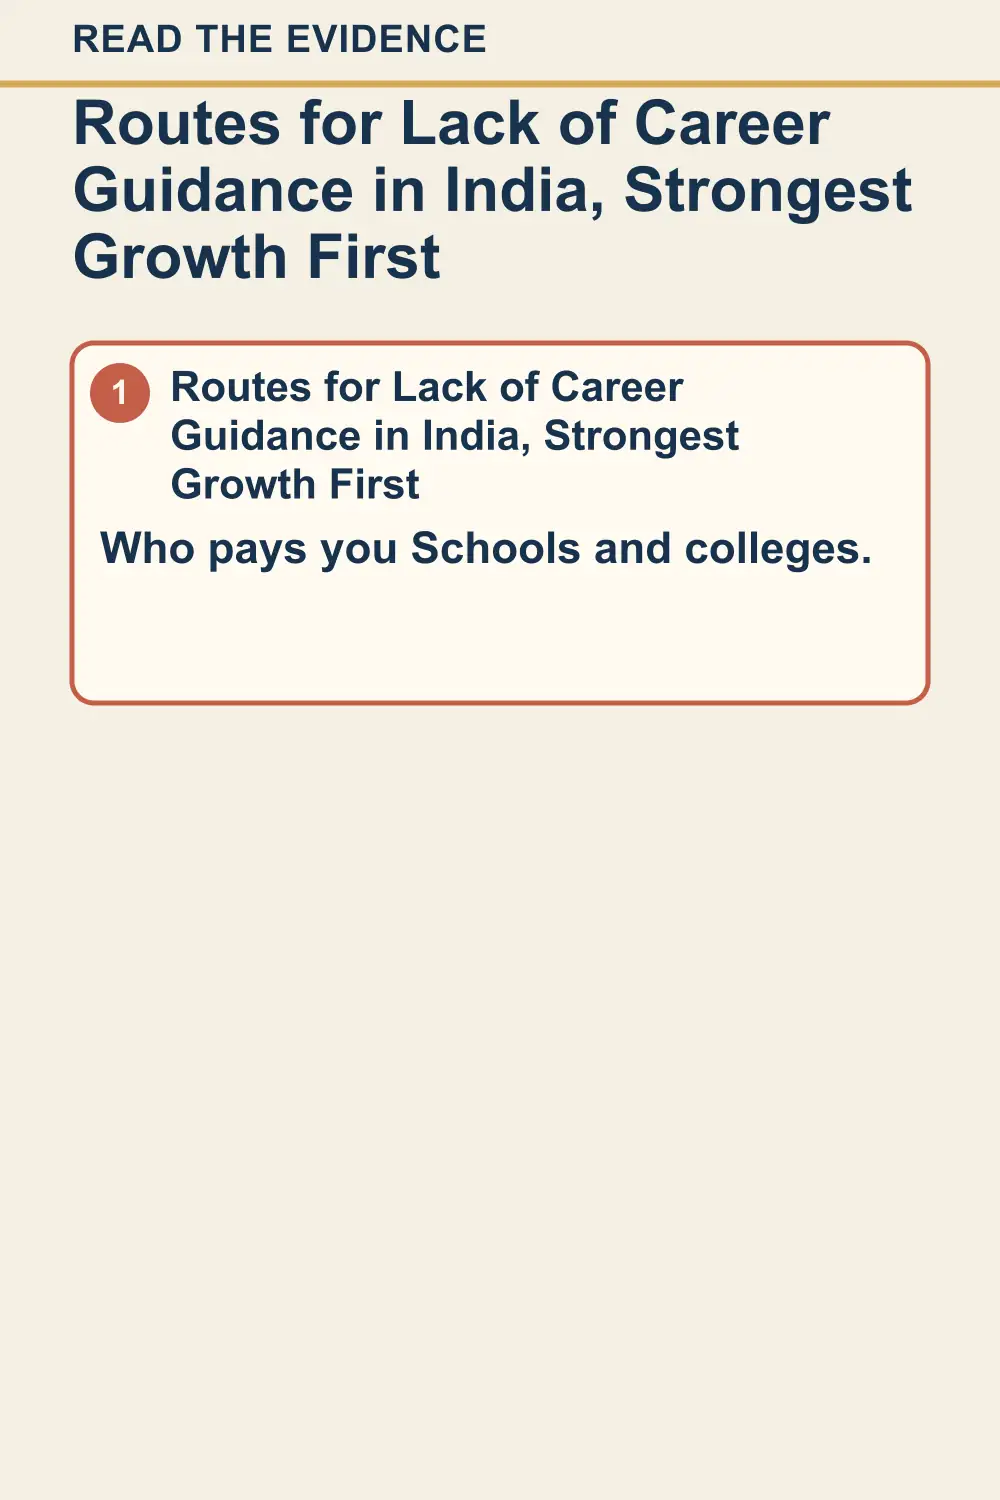 READ THE EVIDENCE
Routes for Lack of Career
Guidance in India, Strongest
Growth First
1
Routes for Lack of Career
Guidance in India, Strongest
Growth First
Who pays you Schools and colleges.